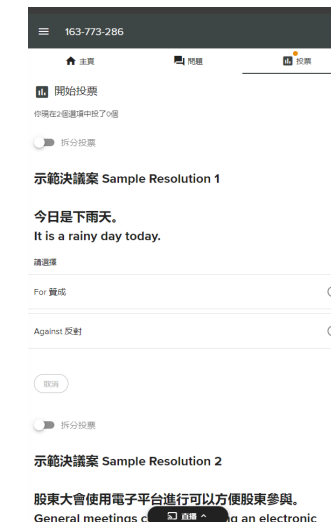 163-773-286
主頁
問題
投票
開始投票
你現在2個選項中投了0個
拆分投票
示範決議案 Sample Resolution 1
今日是下雨天。
It is a rainy day today.
請選擇
For 贊成
Against 反對
取消
拆分投票
示範決議案 Sample Resolution 2
股東大會使用電子平台進行可以方便股東參與。
General meetings
直播
g an electronic